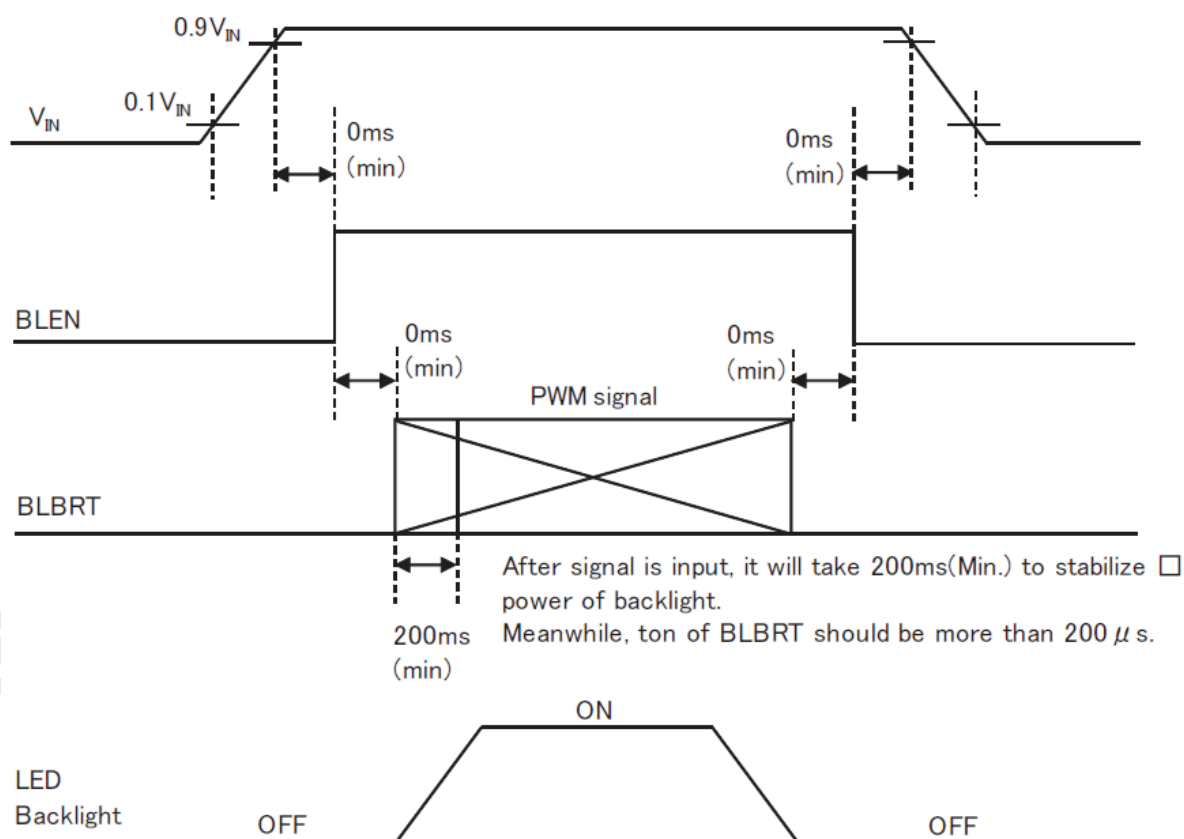 0.9VIN
0.1VIN
VIN
0ms
(min)
0ms
(min)
BLEN
0ms
(min)
0ms
(min)
PWM signal
BLBRT
After signal is input, it will take 200ms(Min.) to stabilize □
power of backlight.
Meanwhile, ton of BLBRT should be more than 200 μs.
200ms
(min)
ON
LED
Backlight
OFF
OFF